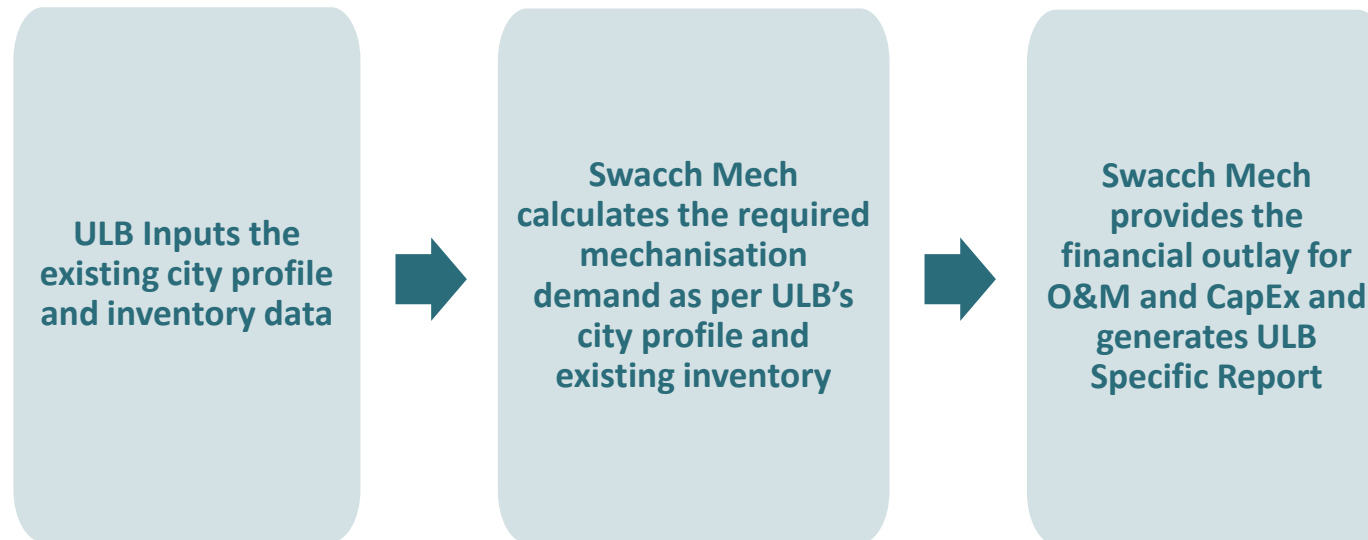 ULB Inputs the
existing city profile
and inventory data
Swacch Mech
calculates the required
mechanisation
demand as per ULB’s
city profile and
existing inventory
Swacch Mech
provides the
financial outlay for
O&M and CapEx and
generates ULB
Specific Report